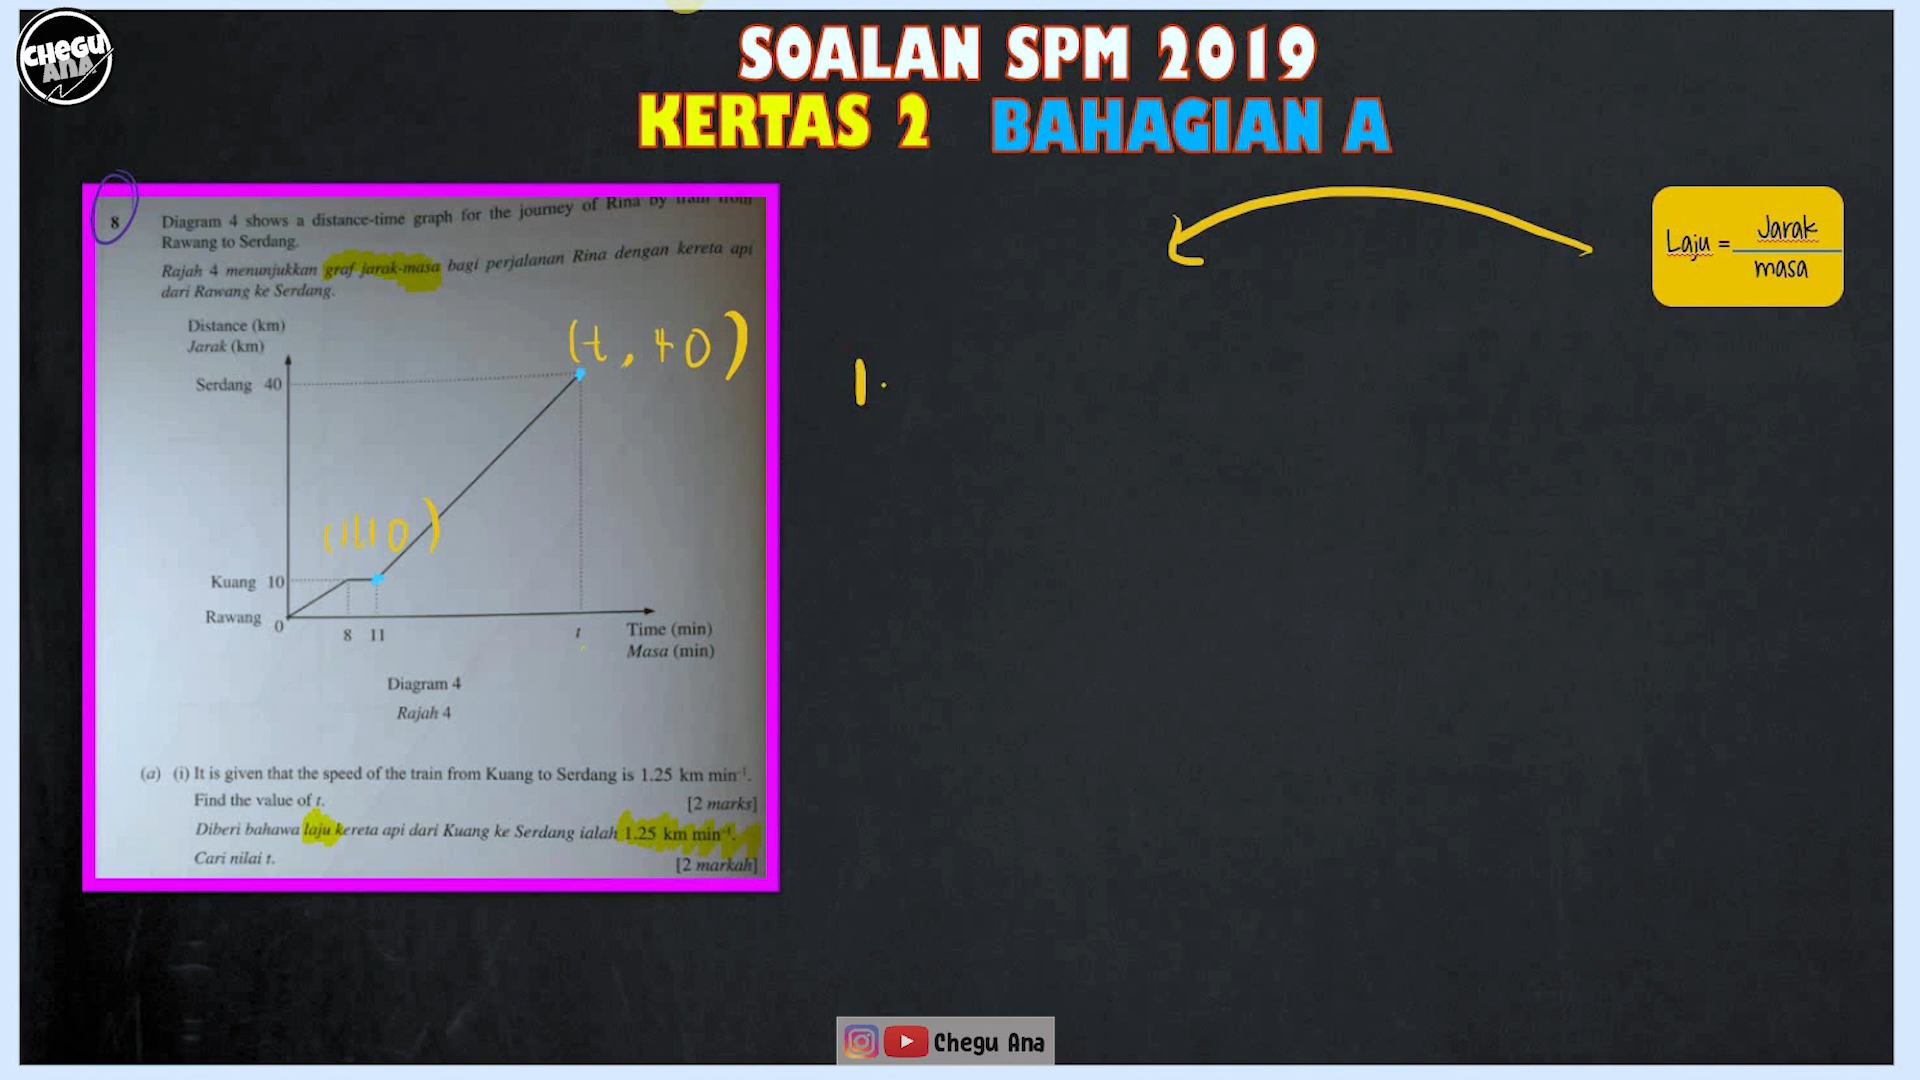 CHEGU
ANA
SOALAN SPM 2019
KERTAS 2 BAHAGIAN A
8 Diagram 4 shows a distance-time graph for the journey of Rina by train from
Rawang to Serdang.
Rajah 4 menunjukkan graf jarak-masa bagi perjalanan Rina dengan kereta api
dari Rawang ke Serdang.
Distance (km)
Jarak (km)
(t, 40)
Serdang 40
(11,10)
Kuang 10
Rawang 0
8 11 t
Time (min)
Masa (min)
Diagram 4
Rajah 4
(a) (i) It is given that the speed of the train from Kuang to Serdang is 1.25 km min⁻¹.
Find the value of t. [2 marks]
Diberi bahawa laju kereta api dari Kuang ke Serdang ialah 1.25 km min⁻¹.
Cari nilai t. [2 markah]
Laju = Jarak
masa
1.
Chegu Ana